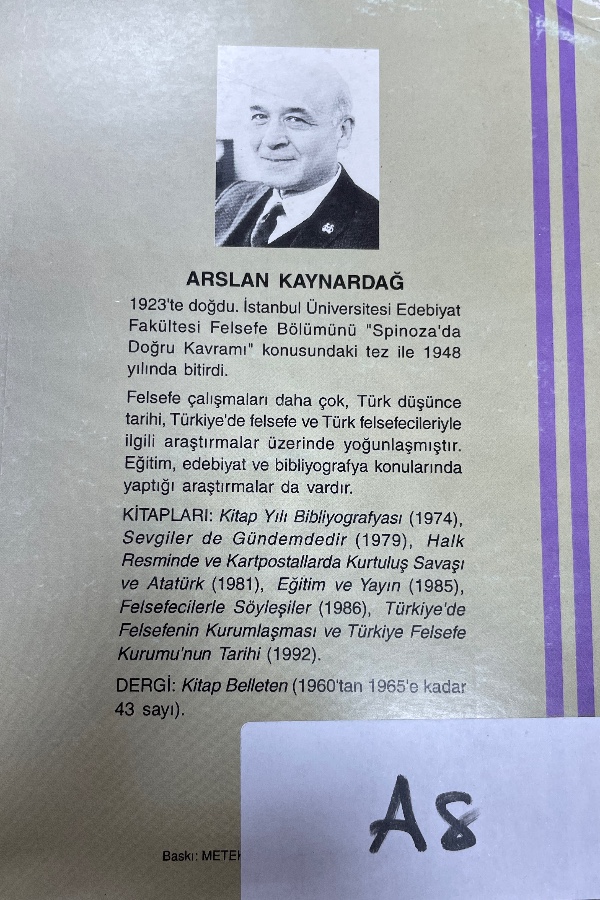 ARSLAN KAYNARDAĞ
1923'te doğdu. İstanbul Üniversitesi Edebiyat
Fakültesi Felsefe Bölümünü "Spinoza'da
Doğru Kavramı" konusundaki tez ile 1948
yılında bitirdi.
Felsefe çalışmaları daha çok, Türk düşünce
tarihi, Türkiye'de felsefe ve Türk felsefecileriyle
ilgili araştırmalar üzerinde yoğunlaşmıştır.
Eğitim, edebiyat ve bibliyografya konularında
yaptığı araştırmalar da vardır.
KİTAPLARI: Kitap Yılı Bibliyografyası (1974),
Sevgiler de Gündemdedir (1979), Halk
Resminde ve Kartpostallarda Kurtuluş Savaşı
ve Atatürk (1981), Eğitim ve Yayın (1985),
Felsefecilerle Söyleşiler (1986), Türkiye'de
Felsefenin Kurumlaşması ve Türkiye Felsefe
Kurumu'nun Tarihi (1992).
DERGİ: Kitap Belleten (1960'tan 1965'e kadar
43 sayı).
A8
Baskı: